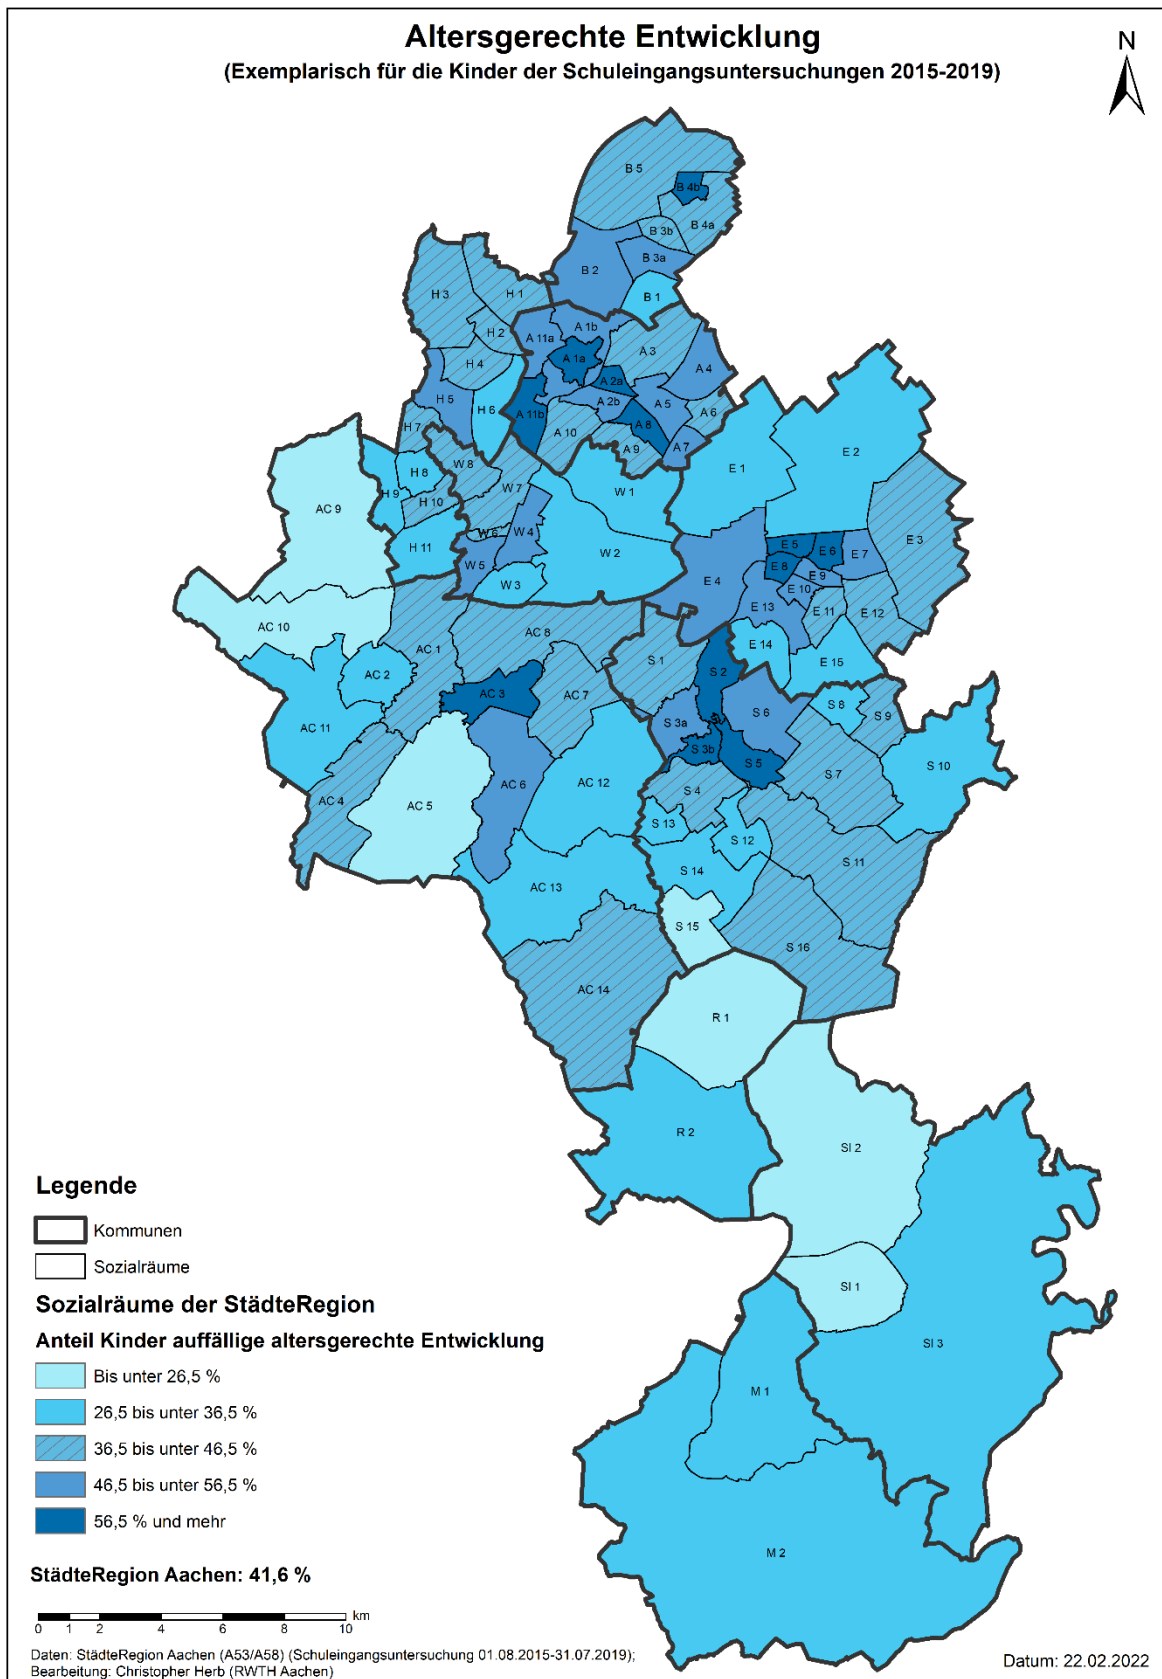 Altersgerechte Entwicklung
(Exemplarisch für die Kinder der Schuleingangsuntersuchungen 2015-2019)
N
B 5
B 4b
B 4a
B 3b
B 3a
B 2
B 1
H 3
H 1
H 2
H 4
H 5
H 6
H 7
H 8
H 9
H 10
H 11
A 11a
A 1b
A 1a
A 3
A 2a
A 4
A 2b
A 5
A 6
A 11b
A 8
A 10
A 9
A 7
W 8
W 7
W 1
W 6
W 4
W 5
W 2
W 3
E 1
E 2
E 3
E 5
E 6
E 7
E 8
E 9
E 4
E 10
E 13
E 11
E 12
E 14
E 15
AC 9
AC 10
AC 1
AC 8
AC 2
AC 3
AC 7
AC 11
AC 4
AC 5
AC 6
AC 12
AC 13
AC 14
S 1
S 2
S 3a
S 6
S 8
S 9
S 3b
S 5
S 7
S 10
S 4
S 13
S 12
S 14
S 11
S 15
S 16
R 1
R 2
SI 2
SI 1
SI 3
M 1
M 2
Legende
Kommunen
Sozialräume
Sozialräume der StädteRegion
Anteil Kinder auffällige altersgerechte Entwicklung
Bis unter 26,5 %
26,5 bis unter 36,5 %
36,5 bis unter 46,5 %
46,5 bis unter 56,5 %
56,5 % und mehr
StädteRegion Aachen: 41,6 %
km
0 1 2 4 6 8 10
Daten: StädteRegion Aachen (A53/A58) (Schuleingangsuntersuchung 01.08.2015-31.07.2019);
Bearbeitung: Christopher Herb (RWTH Aachen)
Datum: 22.02.2022